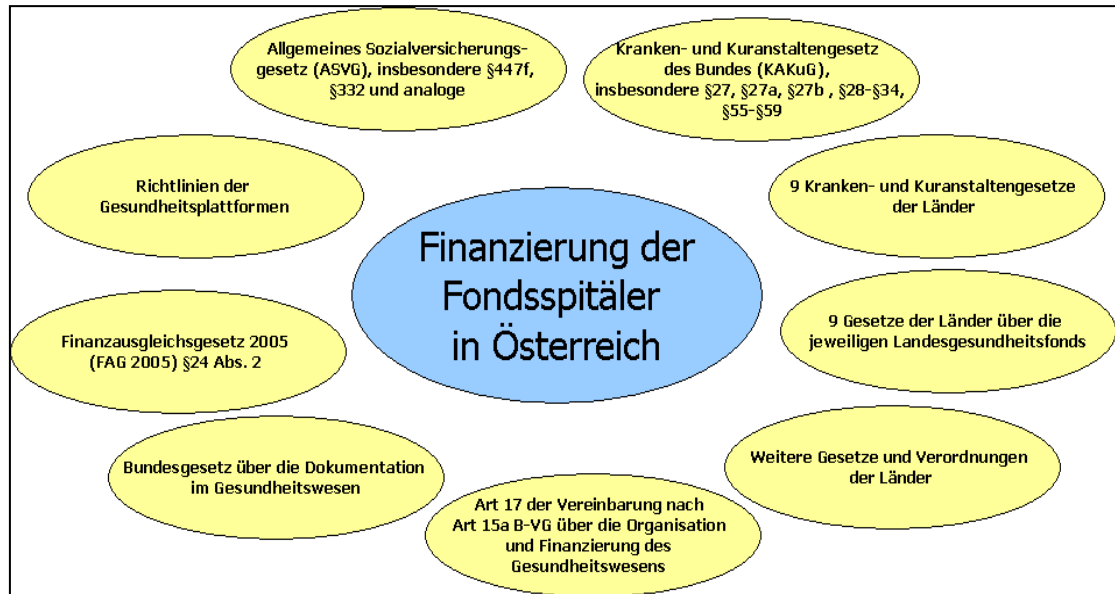 Allgemeines Sozialversicherungs-
gesetz (ASVG), insbesondere §447f,
§332 und analoge
Kranken- und Kuranstaltengesetz
des Bundes (KAKuG),
insbesondere §27, §27a, §27b , §28-§34,
§55-§59
Richtlinien der
Gesundheitsplattformen
9 Kranken- und Kuranstaltengesetze
der Länder
Finanzierung der
Fondsspitäler
in Österreich
Finanzausgleichsgesetz 2005
(FAG 2005) §24 Abs. 2
9 Gesetze der Länder über die
jeweiligen Landesgesundheitsfonds
Bundesgesetz über die Dokumentation
im Gesundheitswesen
Weitere Gesetze und Verordnungen
der Länder
Art 17 der Vereinbarung nach
Art 15a B-VG über die Organisation
und Finanzierung des
Gesundheitswesens